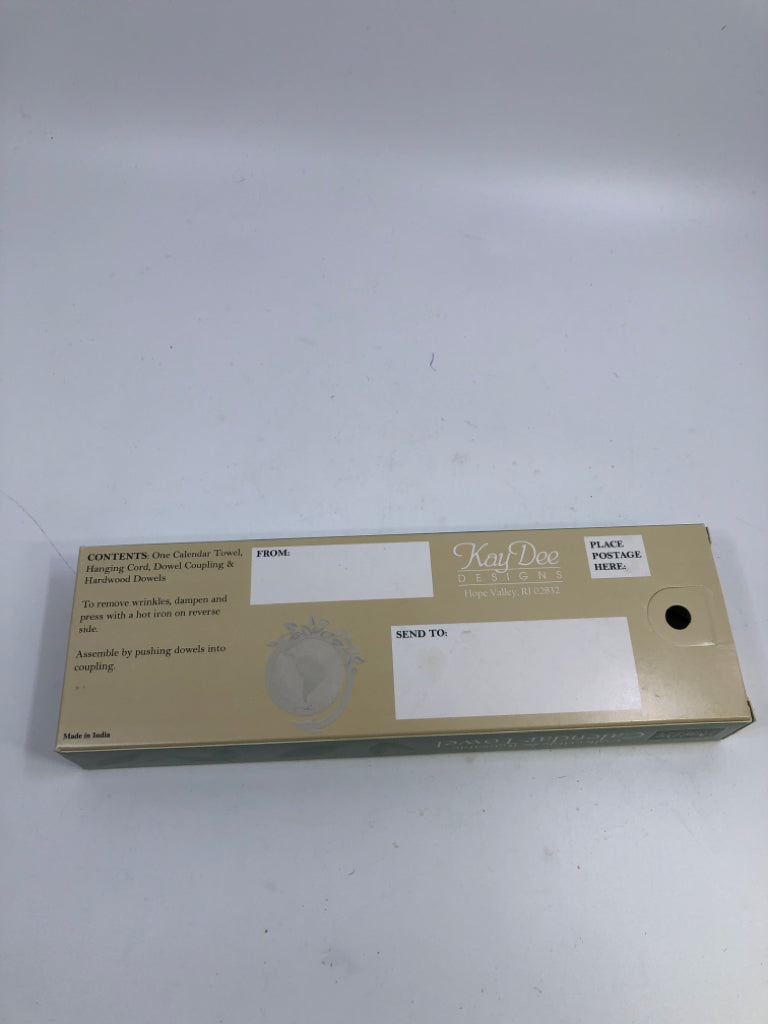 CONTENTS: One Calendar Towel,
Hanging Cord, Dowel Coupling &
Hardwood Dowels
To remove wrinkles, dampen and
press with a hot iron on reverse
side.
Assemble by pushing dowels into
coupling.
Made in India
FROM:
Kay Dee
DESIGNS
Hope Valley, RI 02832
PLACE
POSTAGE
HERE:
SEND TO:
Calendar Towel